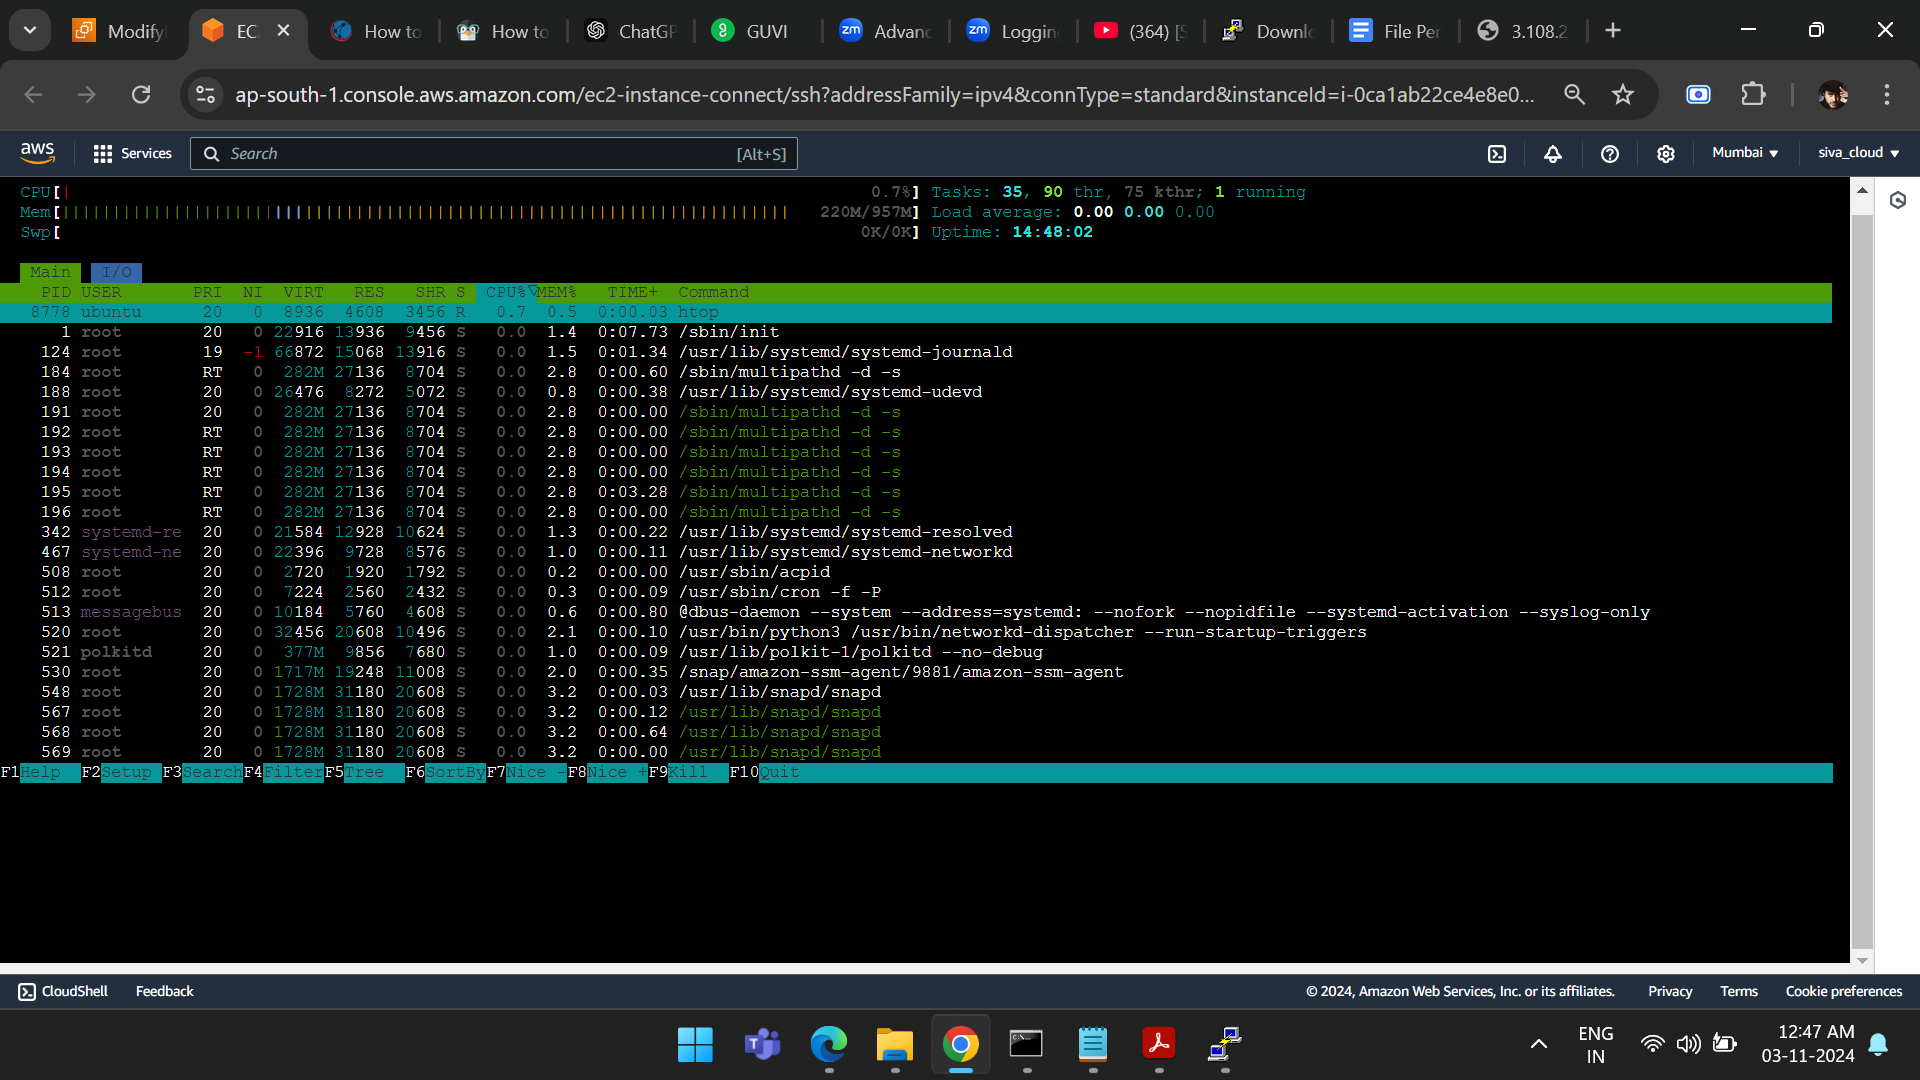 Modifyi
EC
How to
How to
ChatGP
GUVI
Advanc
Logging
(364) [S
Downlo
File Per
3.108.2
ap-south-1.console.aws.amazon.com/ec2-instance-connect/ssh?addressFamily=ipv4&connType=standard&instanceId=i-0ca1ab22ce4e8e0...
aws Services Search [Alt+S] Mumbai siva_cloud
CPU[| 0.7%] Tasks: 35, 90 thr, 75 kthr; 1 running
Mem[ 220M/957M] Load average: 0.00 0.00 0.00
Swp[ 0K/0K] Uptime: 14:48:02
Main I/O
PID USER PRI NI VIRT RES SHR S CPU%▽MEM% TIME+ Command
8778 ubuntu 20 0 8936 4608 3456 R 0.7 0.5 0:00.03 htop
1 root 20 0 22916 13936 9456 S 0.0 1.4 0:07.73 /sbin/init
124 root 19 -1 66872 15068 13916 S 0.0 1.5 0:01.34 /usr/lib/systemd/systemd-journald
184 root RT 0 282M 27136 8704 S 0.0 2.8 0:00.60 /sbin/multipathd -d -s
188 root 20 0 26476 8272 5072 S 0.0 0.8 0:00.38 /usr/lib/systemd/systemd-udevd
191 root 20 0 282M 27136 8704 S 0.0 2.8 0:00.00 /sbin/multipathd -d -s
192 root RT 0 282M 27136 8704 S 0.0 2.8 0:00.00 /sbin/multipathd -d -s
193 root RT 0 282M 27136 8704 S 0.0 2.8 0:00.00 /sbin/multipathd -d -s
194 root RT 0 282M 27136 8704 S 0.0 2.8 0:00.00 /sbin/multipathd -d -s
195 root RT 0 282M 27136 8704 S 0.0 2.8 0:03.28 /sbin/multipathd -d -s
196 root RT 0 282M 27136 8704 S 0.0 2.8 0:00.00 /sbin/multipathd -d -s
342 systemd-re 20 0 21584 12928 10624 S 0.0 1.3 0:00.22 /usr/lib/systemd/systemd-resolved
467 systemd-ne 20 0 22396 9728 8576 S 0.0 1.0 0:00.11 /usr/lib/systemd/systemd-networkd
508 root 20 0 2720 1920 1792 S 0.0 0.2 0:00.00 /usr/sbin/acpid
512 root 20 0 7224 2560 2432 S 0.0 0.3 0:00.09 /usr/sbin/cron -f -P
513 messagebus 20 0 10184 5760 4608 S 0.0 0.6 0:00.80 @dbus-daemon --system --address=systemd: --nofork --nopidfile --systemd-activation --syslog-only
520 root 20 0 32456 20608 10496 S 0.0 2.1 0:00.10 /usr/bin/python3 /usr/bin/networkd-dispatcher --run-startup-triggers
521 polkitd 20 0 377M 9856 7680 S 0.0 1.0 0:00.09 /usr/lib/polkit-1/polkitd --no-debug
530 root 20 0 1717M 19248 11008 S 0.0 2.0 0:00.35 /snap/amazon-ssm-agent/9881/amazon-ssm-agent
548 root 20 0 1728M 31180 20608 S 0.0 3.2 0:00.03 /usr/lib/snapd/snapd
567 root 20 0 1728M 31180 20608 S 0.0 3.2 0:00.12 /usr/lib/snapd/snapd
568 root 20 0 1728M 31180 20608 S 0.0 3.2 0:00.64 /usr/lib/snapd/snapd
569 root 20 0 1728M 31180 20608 S 0.0 3.2 0:00.00 /usr/lib/snapd/snapd
F1Help F2Setup F3SearchF4FilterF5Tree F6SortByF7Nice -F8Nice +F9Kill F10Quit
CloudShell Feedback © 2024, Amazon Web Services, Inc. or its affiliates. Privacy Terms Cookie preferences
ENG
IN
12:47 AM
03-11-2024